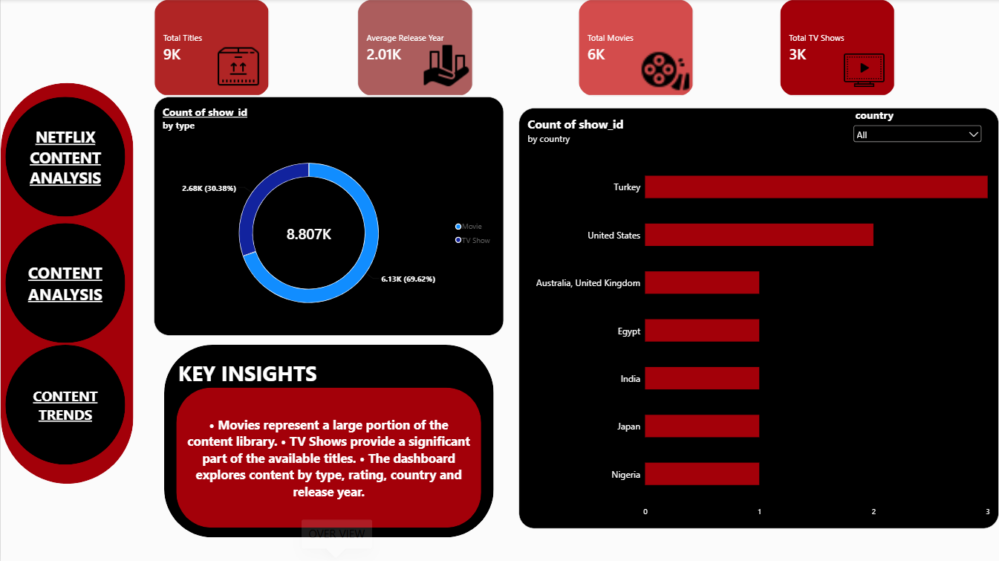 Total Titles
9K
Average Release Year
2.01K
Total Movies
6K
Total TV Shows
3K
NETFLIX
CONTENT
ANALYSIS
CONTENT
ANALYSIS
CONTENT
TRENDS
Count of show_id
by type
2.68K (30.38%)
8.807K
6.13K (69.62%)
Movie
TV Show
KEY INSIGHTS
• Movies represent a large portion of the
content library. • TV Shows provide a significant
part of the available titles. • The dashboard
explores content by type, rating, country and
release year.
OVER VIEW
Count of show_id
by country
country
All
Turkey
United States
Australia, United Kingdom
Egypt
India
Japan
Nigeria
0 1 2 3